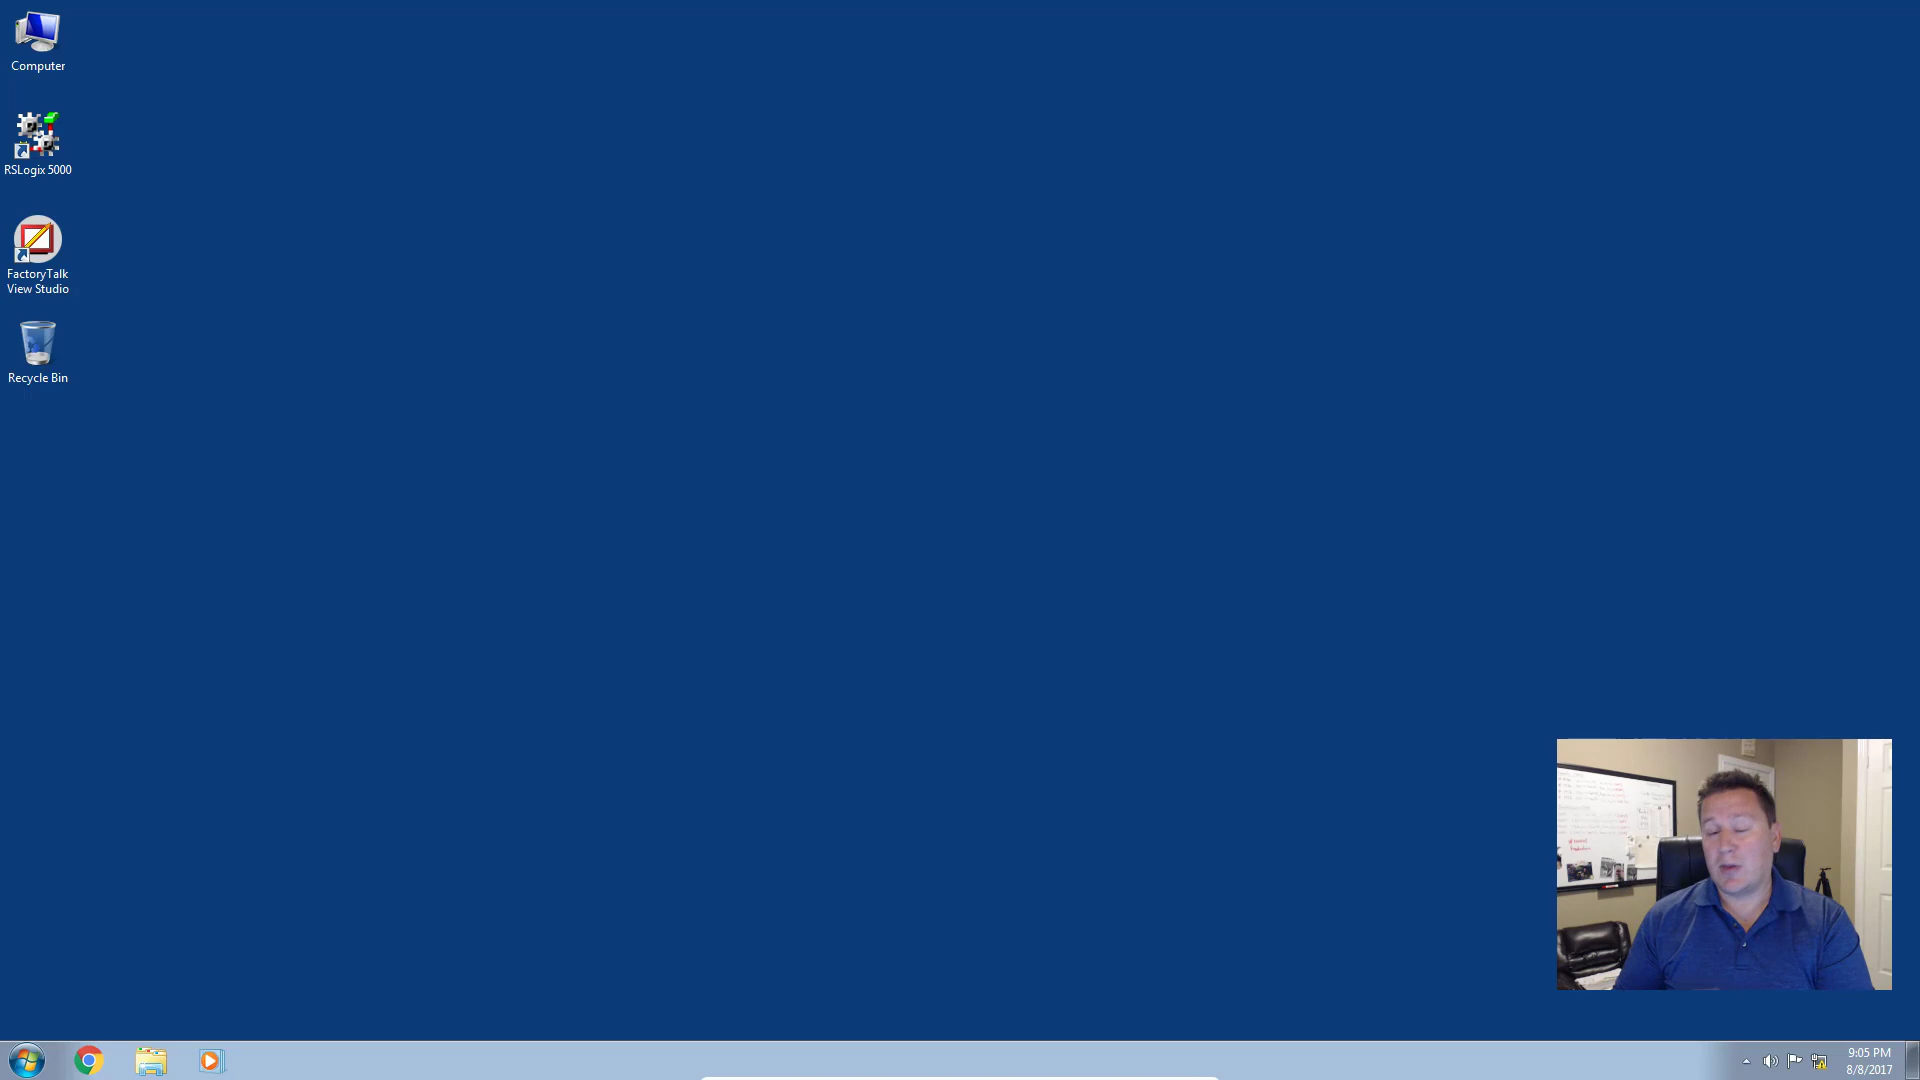 Computer
RSLogix 5000
FactoryTalk
View Studio
Recycle Bin
9:05 PM
8/8/2017